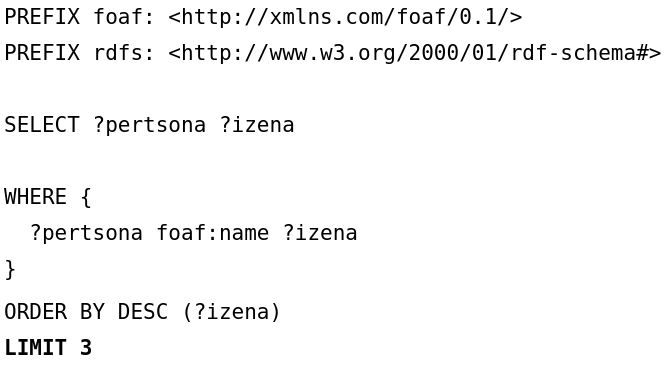 PREFIX foaf: <http://xmlns.com/foaf/0.1/>
PREFIX rdfs: <http://www.w3.org/2000/01/rdf-schema#>
SELECT ?pertsona ?izena
WHERE {
?pertsona foaf:name ?izena
}
ORDER BY DESC (?izena)
LIMIT 3